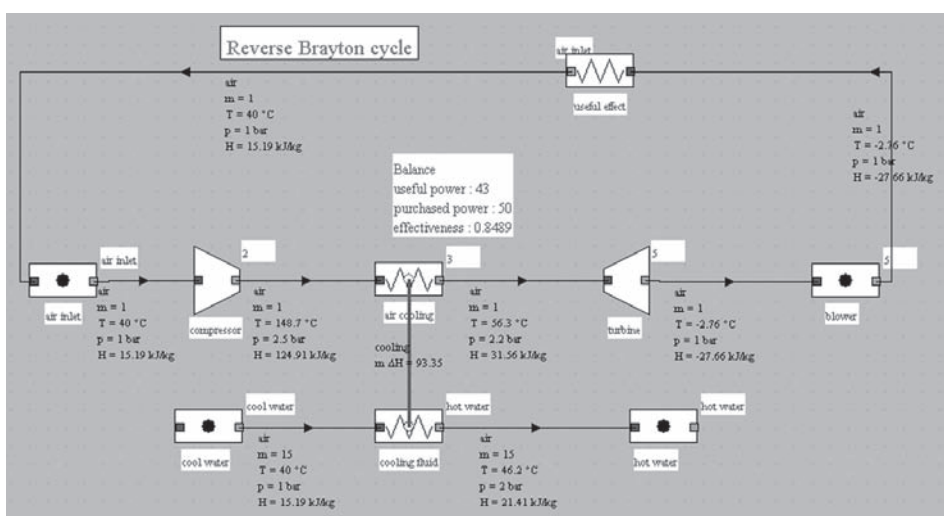 Reverse Brayton cycle
air inlet
useful effect
air
m = 1
T = 40 °C
p = 1 bar
H = 15.19 kJ/kg
air
m = 1
T = -2.76 °C
p = 1 bar
H = -27.66 kJ/kg
Balance
useful power : 43
purchased power : 50
effectiveness : 0.8489
air inlet
air inlet
air
m = 1
T = 40 °C
p = 1 bar
H = 15.19 kJ/kg
2
compressor
air
m = 1
T = 148.7 °C
p = 2.5 bar
H = 124.91 kJ/kg
3
air cooling
air
m = 1
T = 56.3 °C
p = 2.2 bar
H = 31.56 kJ/kg
5
turbine
air
m = 1
T = -2.76 °C
p = 1 bar
H = -27.66 kJ/kg
5
blower
cooling
m ΔH = 93.35
cool water
cool water
air
m = 15
T = 40 °C
p = 1 bar
H = 15.19 kJ/kg
hot water
cooling fluid
air
m = 15
T = 46.2 °C
p = 2 bar
H = 21.41 kJ/kg
hot water
hot water